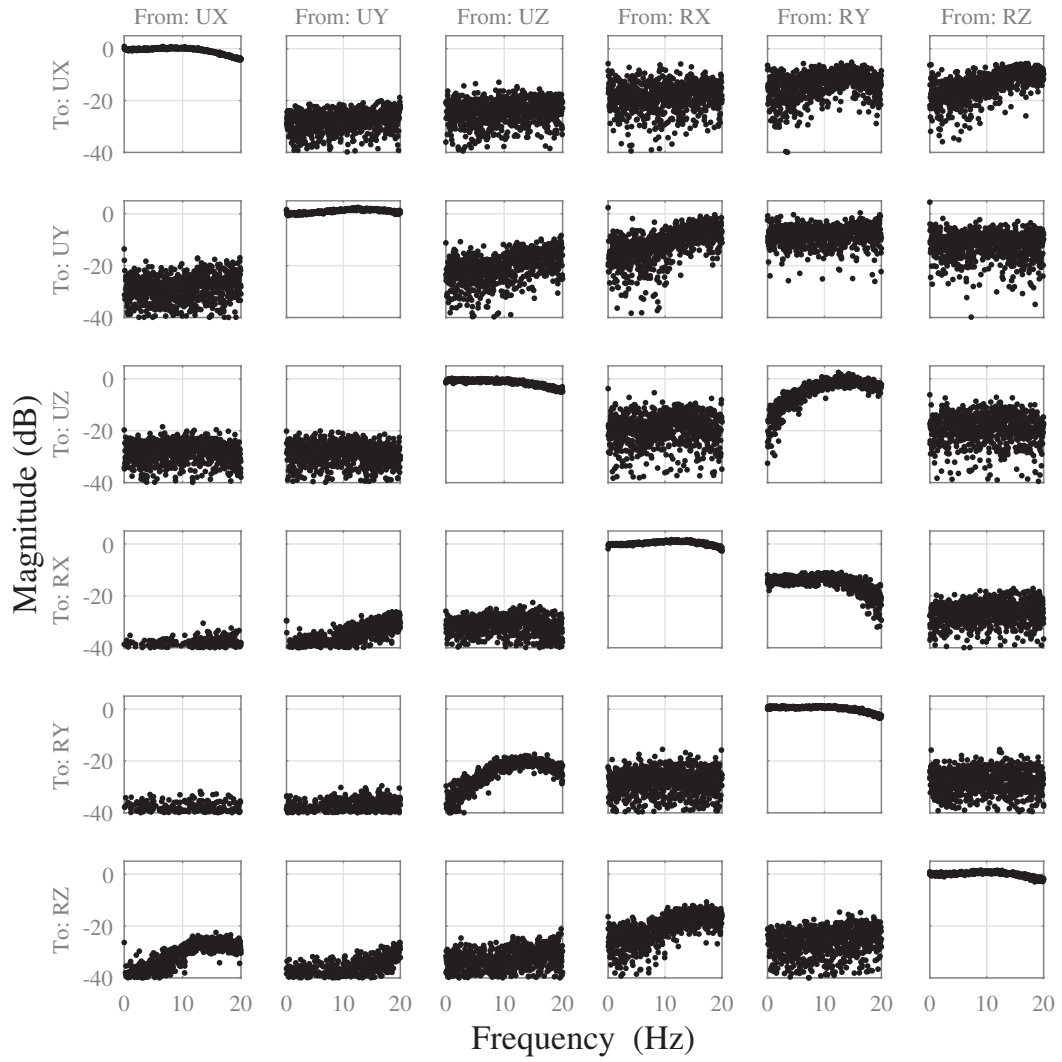 From: UX From: UY From: UZ From: RX From: RY From: RZ
To: UX
0
-20
-40
To: UY
0
-20
-40
To: UZ
0
-20
-40
Magnitude (dB)
To: RX
0
-20
-40
To: RY
0
-20
-40
To: RZ
0
-20
-40
0 10 20 0 10 20 0 10 20 0 10 20 0 10 20 0 10 20
Frequency (Hz)